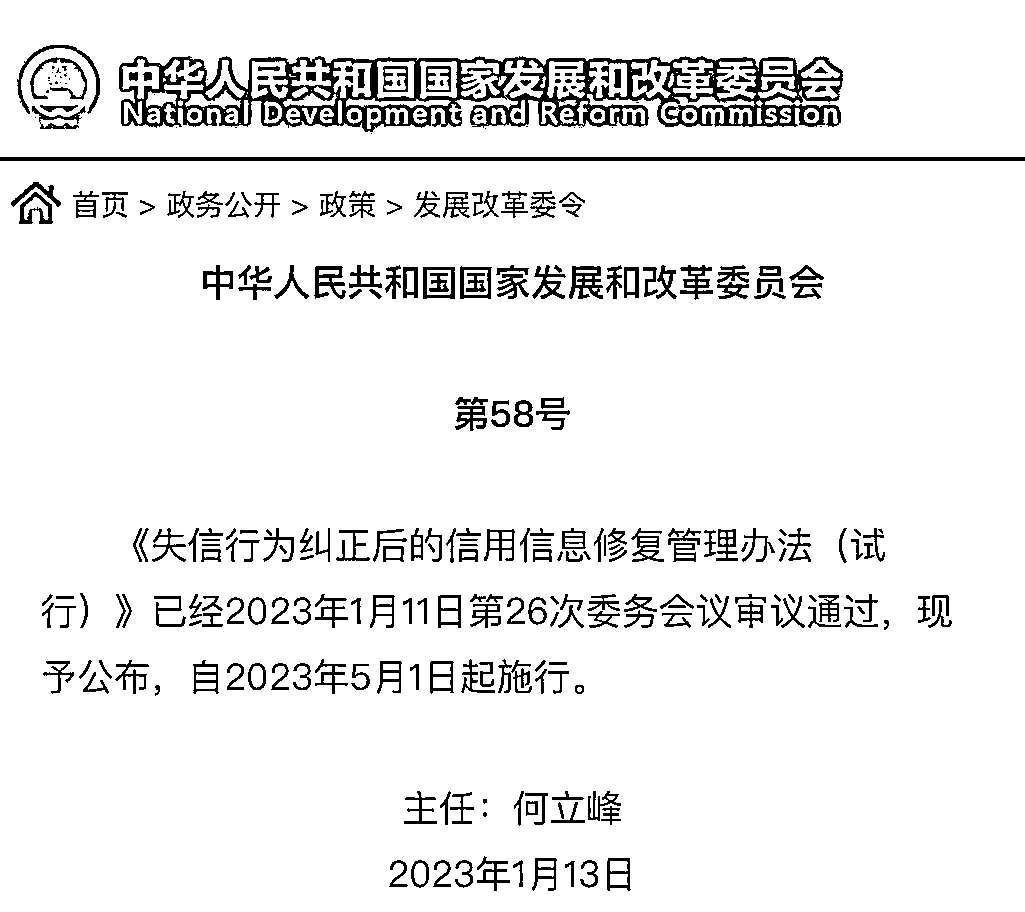 中华人民共和国国家发展和改革委员会
National Development and Reform Commission
首页 > 政务公开 > 政策 > 发展改革委令
中华人民共和国国家发展和改革委员会
第58号
《失信行为纠正后的信用信息修复管理办法（试
行）》已经2023年1月11日第26次委务会议审议通过，现
予公布，自2023年5月1日起施行。
主任：何立峰
2023年1月13日